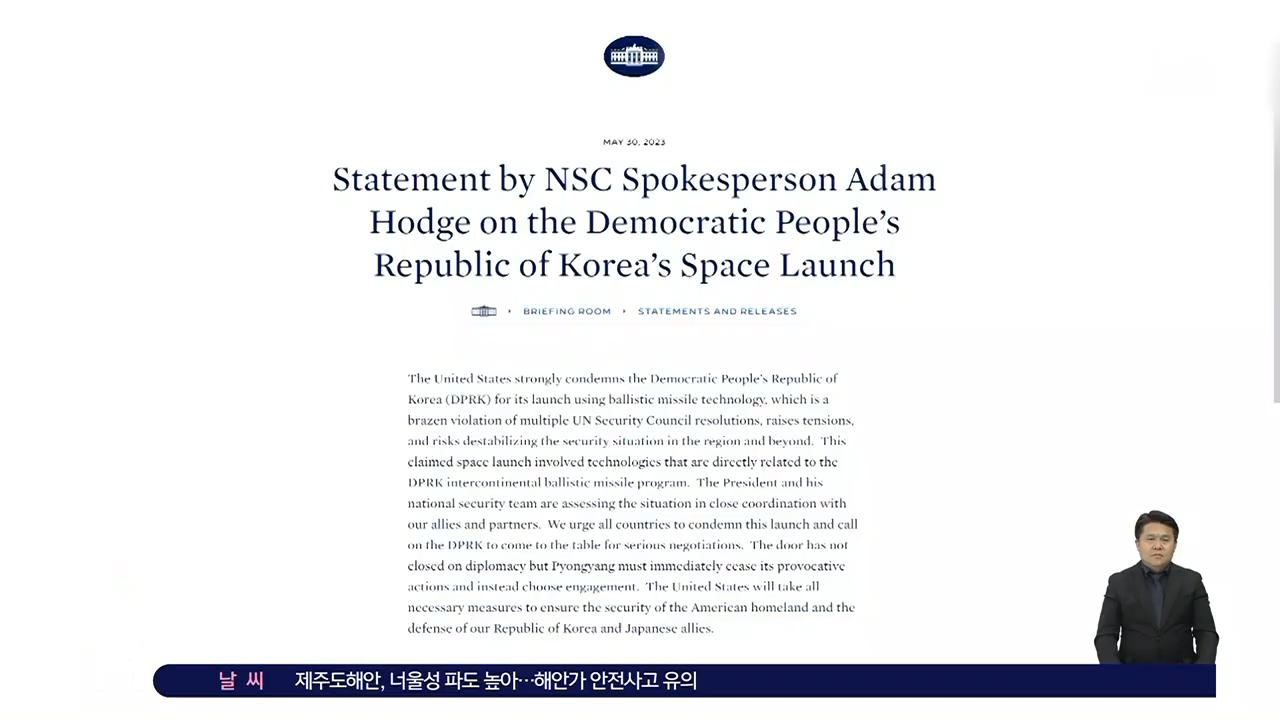 MAY 30, 2023
Statement by NSC Spokesperson Adam
Hodge on the Democratic People's
Republic of Korea's Space Launch
BRIEFING ROOM › STATEMENTS AND RELEASES
The United States strongly condemns the Democratic People's Republic of
Korea (DPRK) for its launch using ballistic missile technology, which is a
brazen violation of multiple UN Security Council resolutions, raises tensions,
and risks destabilizing the security situation in the region and beyond. This
claimed space launch involved technologies that are directly related to the
DPRK intercontinental ballistic missile program. The President and his
national security team are assessing the situation in close coordination with
our allies and partners. We urge all countries to condemn this launch and call
on the DPRK to come to the table for serious negotiations. The door has not
closed on diplomacy but Pyongyang must immediately cease its provocative
actions and instead choose engagement. The United States will take all
necessary measures to ensure the security of the American homeland and the
defense of our Republic of Korea and Japanese allies.
날 씨 제주도해안, 너울성 파도 높아…해안가 안전사고 유의